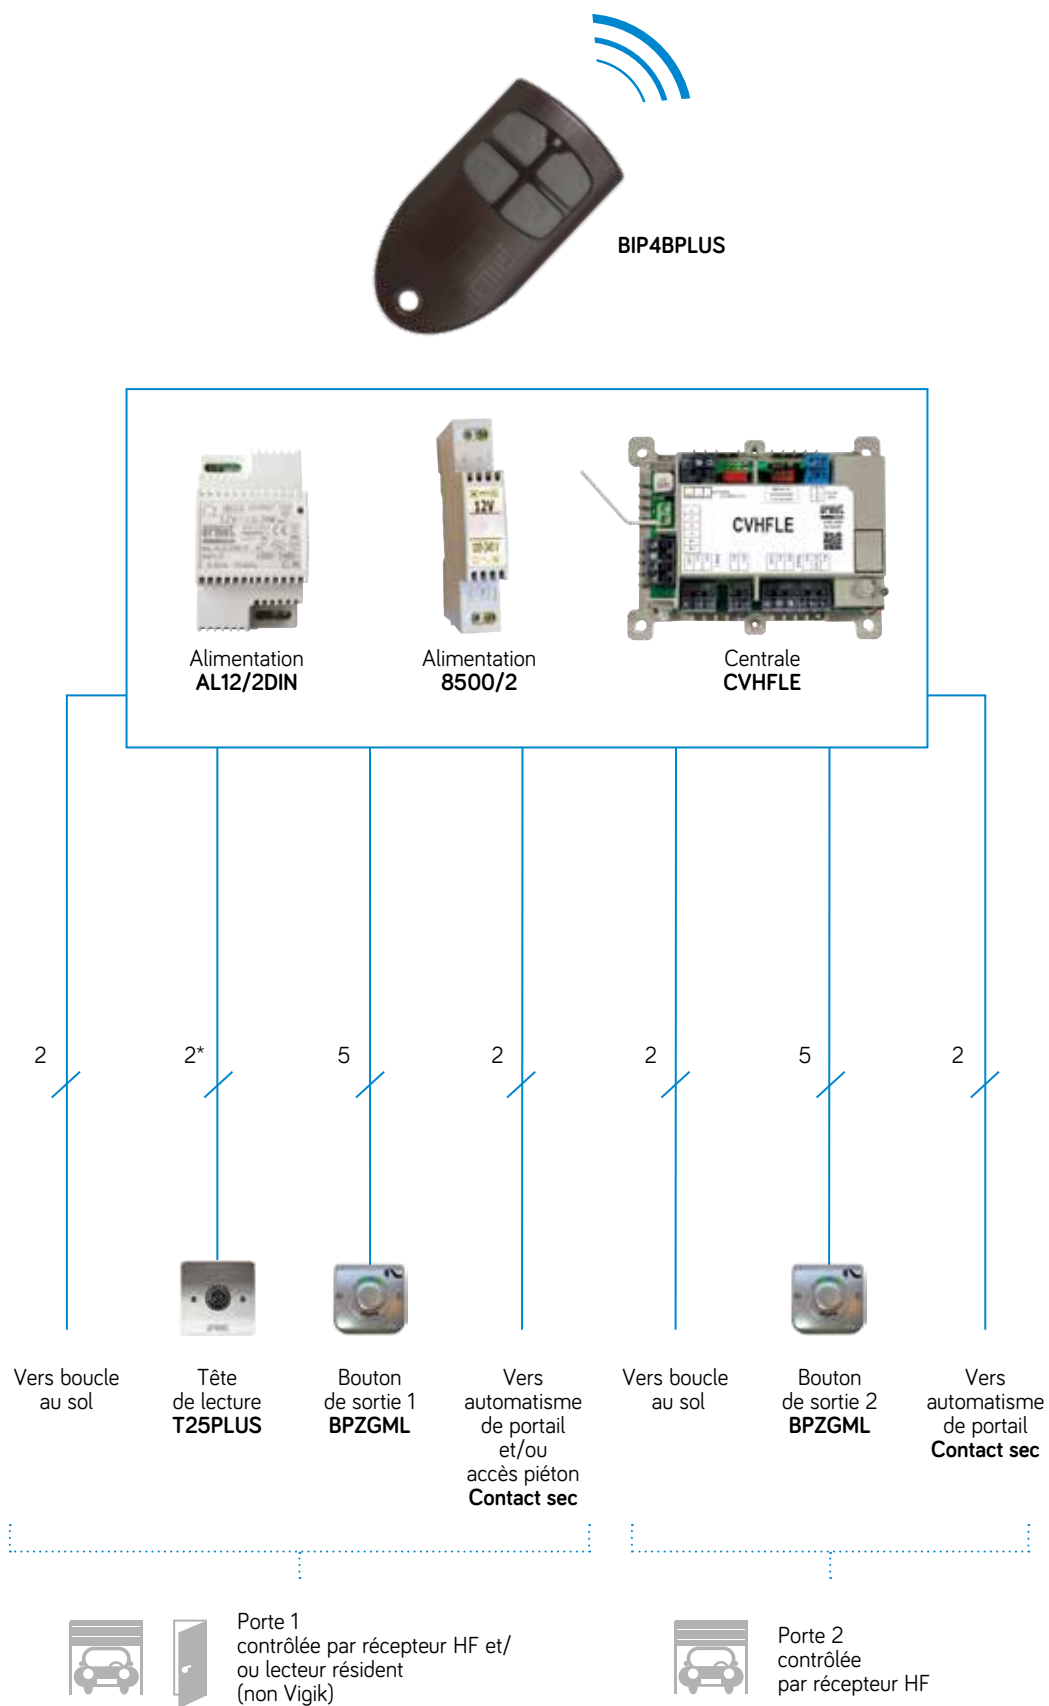 BIP4BPLUS
12V
CVHFLE
Alimentation
AL12/2DIN
Alimentation
8500/2
Centrale
CVHFLE
2
2*
5
2
2
5
2
Vers boucle
au sol
Tête
de lecture
T25PLUS
Bouton
de sortie 1
BPZGML
Vers
automatisme
de portail
et/ou
accès piéton
Contact sec
Vers boucle
au sol
Bouton
de sortie 2
BPZGML
Vers
automatisme
de portail
Contact sec
Porte 1
contrôlée par récepteur HF et/
ou lecteur résident
(non Vigik)
Porte 2
contrôlée
par récepteur HF